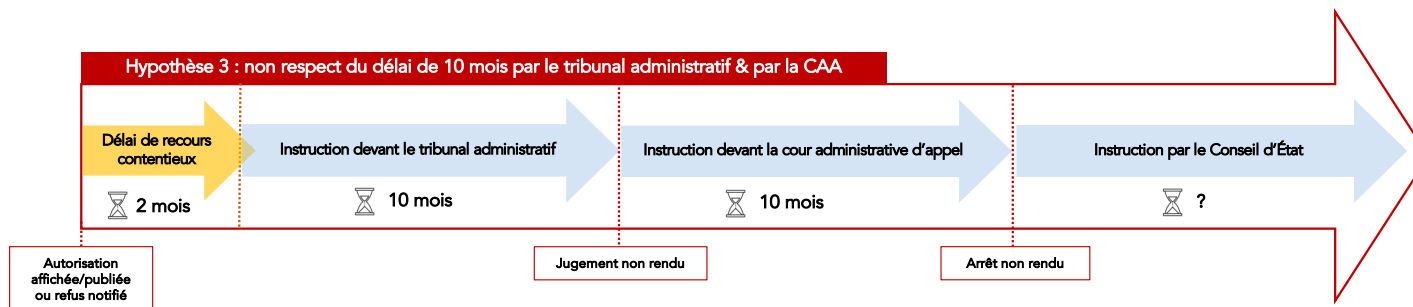 Hypothèse 3 : non respect du délai de 10 mois par le tribunal administratif & par la CAA
Délai de recours
contentieux
Instruction devant le tribunal administratif
Instruction devant la cour administrative d’appel
Instruction par le Conseil d’État
2 mois
10 mois
10 mois
?
Autorisation
affichée/publiée
ou refus notifié
Jugement non rendu
Arrêt non rendu